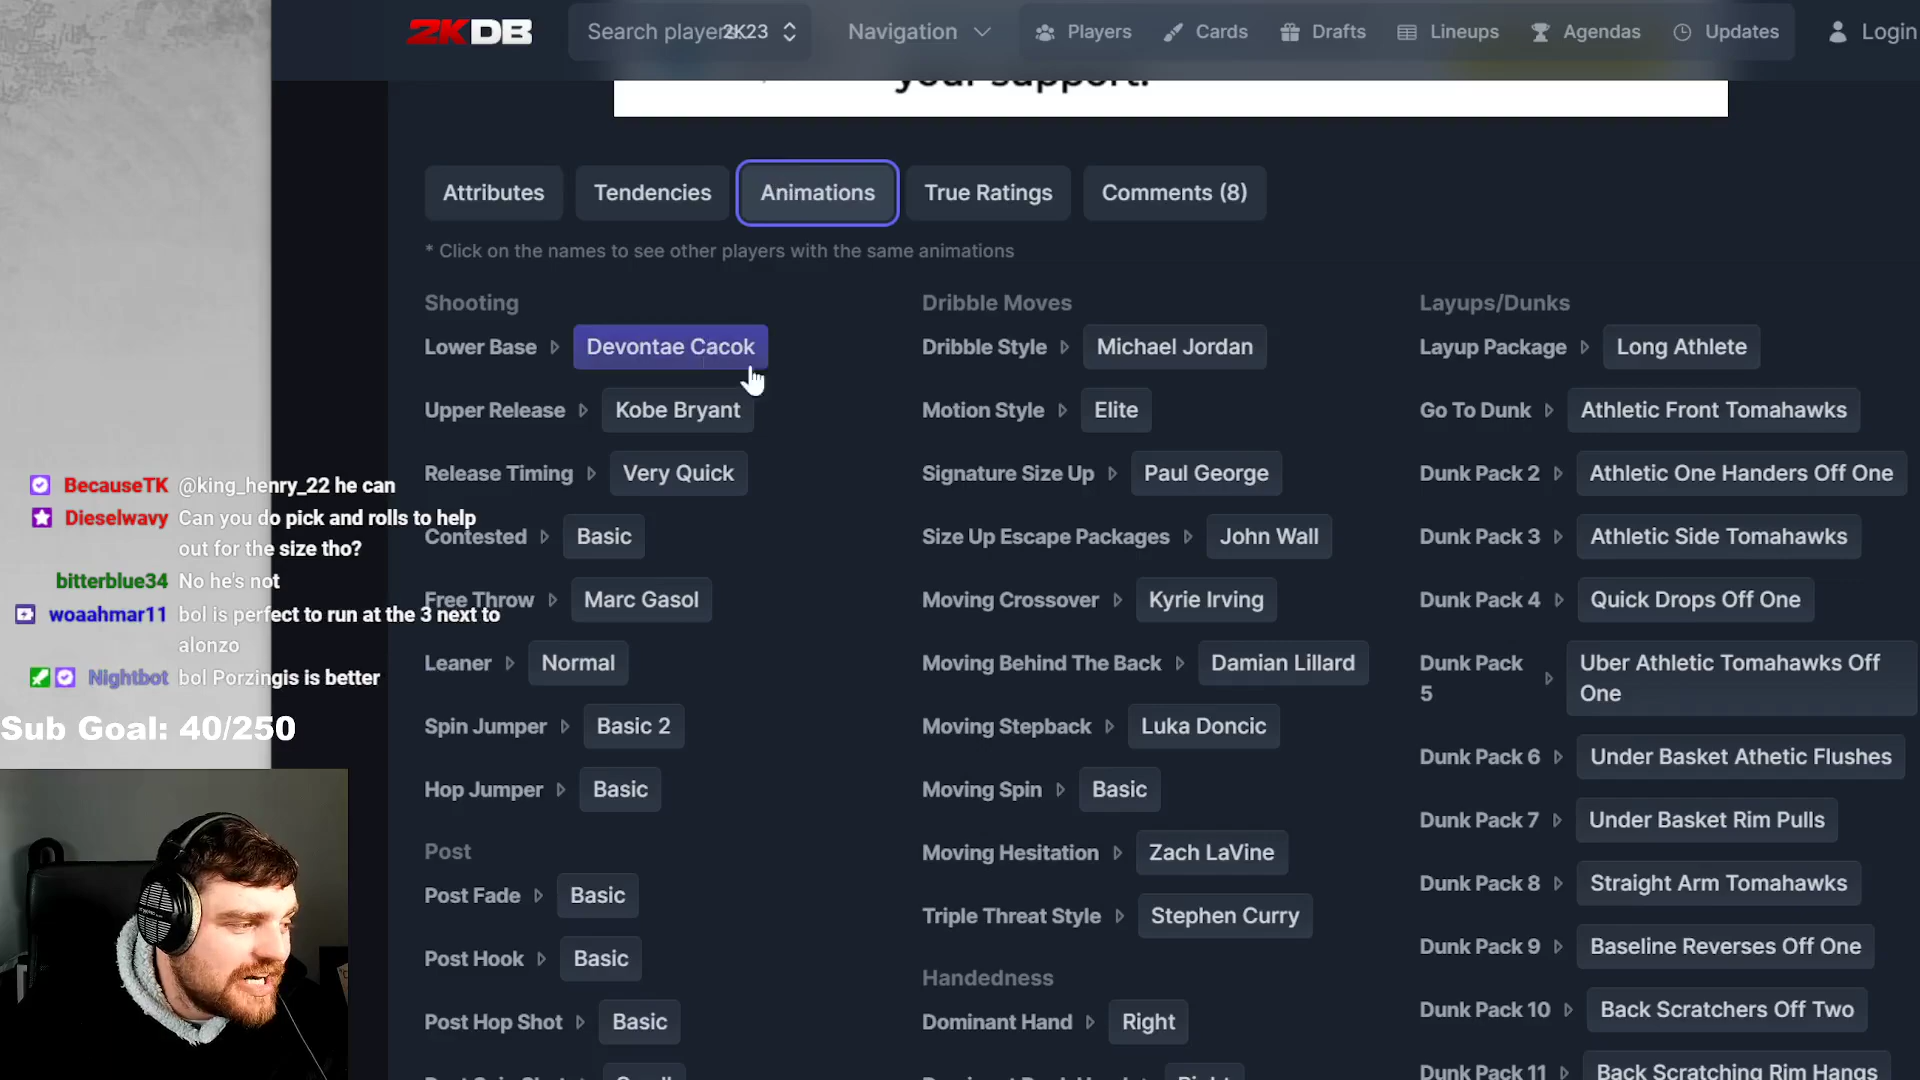 2KDB
Search players
2K23
Navigation
Players
Cards
Drafts
Lineups
Agendas
Updates
Login
your support!
Attributes
Tendencies
Animations
True Ratings
Comments (8)
* Click on the names to see other players with the same animations
Shooting
Lower Base Devontae Cacok
Upper Release Kobe Bryant
Release Timing Very Quick
Contested Basic
Free Throw Marc Gasol
Leaner Normal
Spin Jumper Basic 2
Hop Jumper Basic
Post
Post Fade Basic
Post Hook Basic
Post Hop Shot Basic
Dribble Moves
Dribble Style Michael Jordan
Motion Style Elite
Signature Size Up Paul George
Size Up Escape Packages John Wall
Moving Crossover Kyrie Irving
Moving Behind The Back Damian Lillard
Moving Stepback Luka Doncic
Moving Spin Basic
Moving Hesitation Zach LaVine
Triple Threat Style Stephen Curry
Handedness
Dominant Hand Right
Layups/Dunks
Layup Package Long Athlete
Go To Dunk Athletic Front Tomahawks
Dunk Pack 2 Athletic One Handers Off One
Dunk Pack 3 Athletic Side Tomahawks
Dunk Pack 4 Quick Drops Off One
Dunk Pack 5 Uber Athletic Tomahawks Off One
Dunk Pack 6 Under Basket Athetic Flushes
Dunk Pack 7 Under Basket Rim Pulls
Dunk Pack 8 Straight Arm Tomahawks
Dunk Pack 9 Baseline Reverses Off One
Dunk Pack 10 Back Scratchers Off Two
Dunk Pack 11 Back Scratching Rim Hangs
BecauseTK @king_henry_22 he can
Dieselwavy Can you do pick and rolls to help
out for the size tho?
bitterblue34 No he's not
woaahmar11 bol is perfect to run at the 3 next to
alonzo
Nightbot bol Porzingis is better
Sub Goal: 40/250